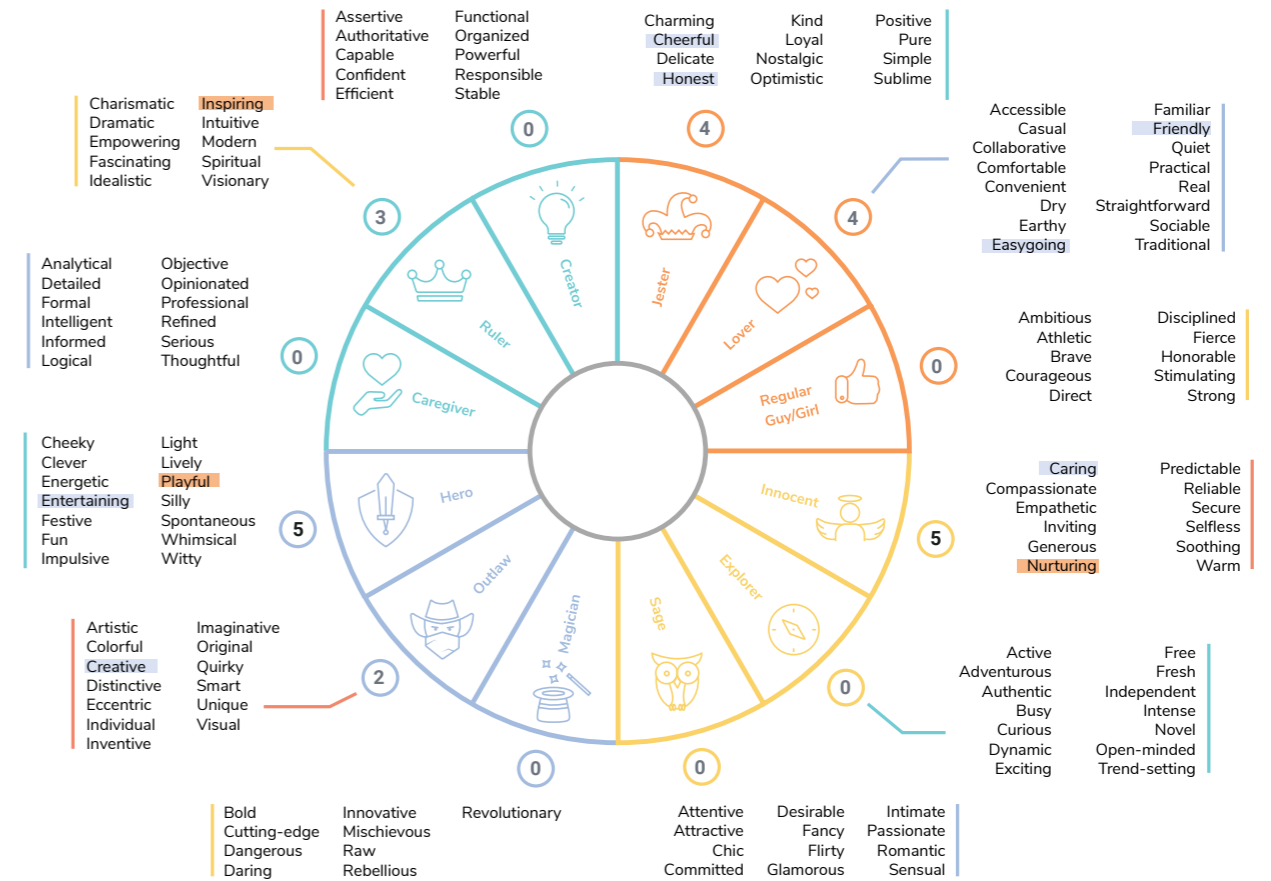 Assertive
Authoritative
Capable
Confident
Efficient
Functional
Organized
Powerful
Responsible
Stable
0
Charming
Cheerful
Delicate
Honest
Kind
Loyal
Nostalgic
Optimistic
Positive
Pure
Simple
Sublime
4
Charismatic
Dramatic
Empowering
Fascinating
Idealistic
Inspiring
Intuitive
Modern
Spiritual
Visionary
3
Accessible
Casual
Collaborative
Comfortable
Convenient
Dry
Earthy
Easygoing
Familiar
Friendly
Quiet
Practical
Real
Straightforward
Sociable
Traditional
4
Analytical
Detailed
Formal
Intelligent
Informed
Logical
Objective
Opinionated
Professional
Refined
Serious
Thoughtful
0
Ambitious
Athletic
Brave
Courageous
Direct
Disciplined
Fierce
Honorable
Stimulating
Strong
0
Creator
Jester
Ruler
Lover
Caregiver
Regular
Guy/Girl
Hero
Innocent
Outlaw
Explorer
Magician
Sage
Cheeky
Clever
Energetic
Entertaining
Festive
Fun
Impulsive
Light
Lively
Playful
Silly
Spontaneous
Whimsical
Witty
5
Caring
Compassionate
Empathetic
Inviting
Generous
Nurturing
Predictable
Reliable
Secure
Selfless
Soothing
Warm
5
Artistic
Colorful
Creative
Distinctive
Eccentric
Individual
Inventive
Imaginative
Original
Quirky
Smart
Unique
Visual
2
Active
Adventurous
Authentic
Busy
Curious
Dynamic
Exciting
Free
Fresh
Independent
Intense
Novel
Open-minded
Trend-setting
0
Bold
Cutting-edge
Dangerous
Daring
Innovative
Mischievous
Raw
Rebellious
Revolutionary
0
Attentive
Attractive
Chic
Committed
Desirable
Fancy
Flirty
Glamorous
Intimate
Passionate
Romantic
Sensual
0